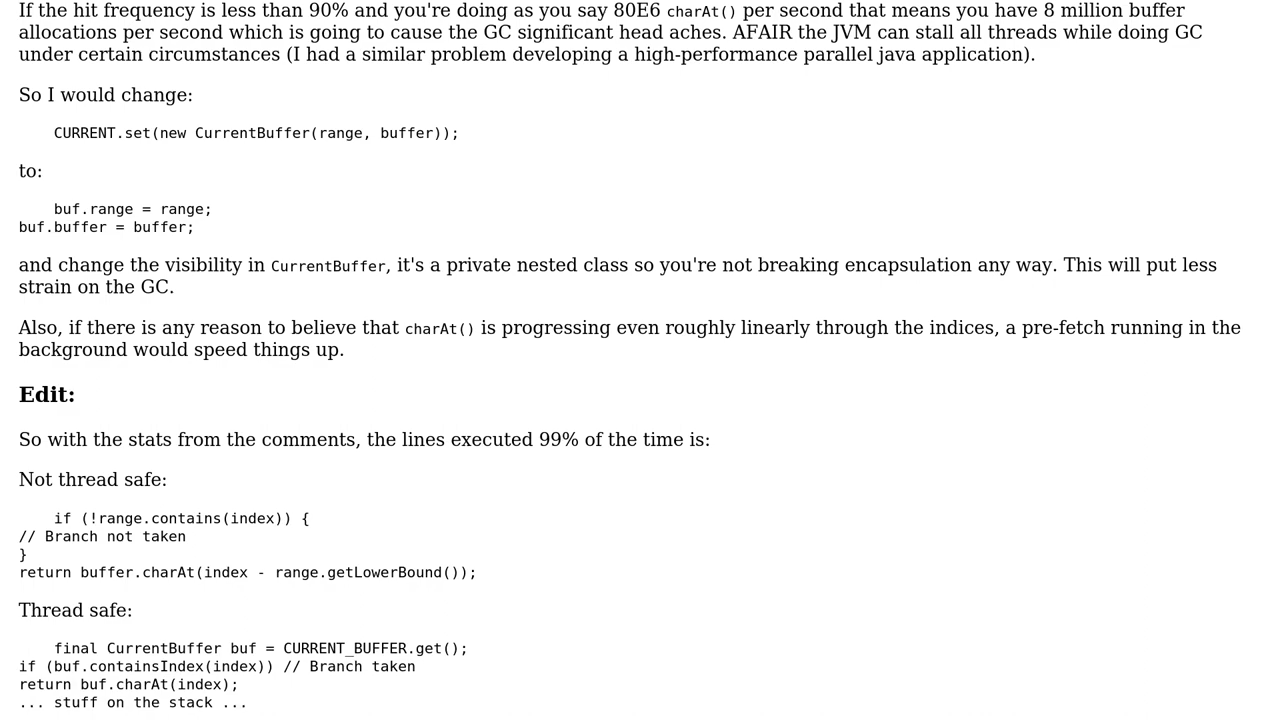 If the hit frequency is less than 90% and you're doing as you say 80E6 charAt() per second that means you have 8 million buffer
allocations per second which is going to cause the GC significant head aches. AFAIR the JVM can stall all threads while doing GC
under certain circumstances (I had a similar problem developing a high-performance parallel java application).
So I would change:
CURRENT.set(new CurrentBuffer(range, buffer));
to:
buf.range = range;
buf.buffer = buffer;
and change the visibility in CurrentBuffer, it's a private nested class so you're not breaking encapsulation any way. This will put less
strain on the GC.
Also, if there is any reason to believe that charAt() is progressing even roughly linearly through the indices, a pre-fetch running in the
background would speed things up.
Edit:
So with the stats from the comments, the lines executed 99% of the time is:
Not thread safe:
if (!range.contains(index)) {
// Branch not taken
}
return buffer.charAt(index - range.getLowerBound());
Thread safe:
final CurrentBuffer buf = CURRENT_BUFFER.get();
if (buf.containsIndex(index)) // Branch taken
return buf.charAt(index);
... stuff on the stack ...